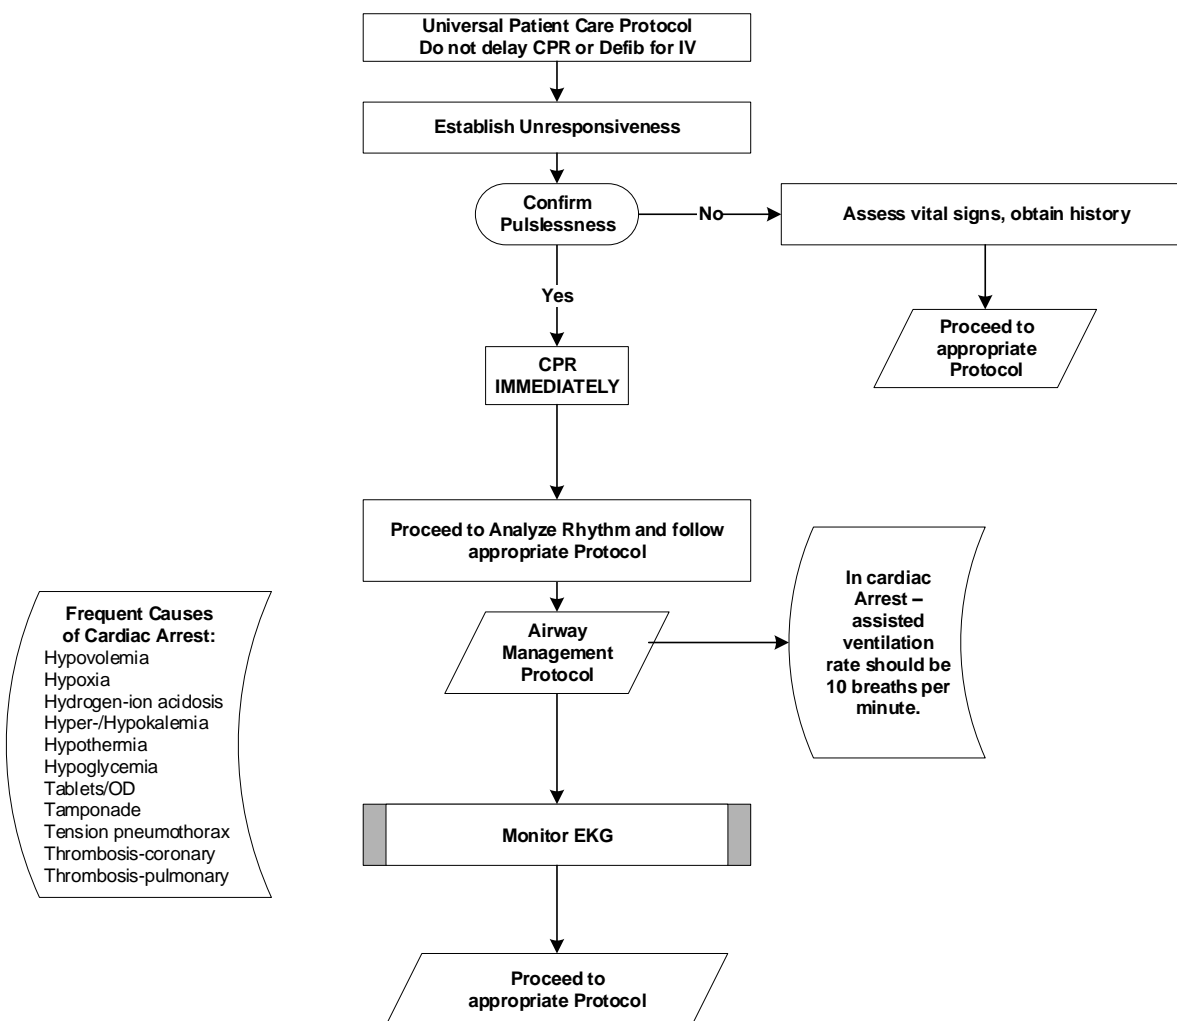 Universal Patient Care Protocol
Do not delay CPR or Defib for IV
Establish Unresponsiveness
Confirm
Pulslessness
No
Assess vital signs, obtain history
Yes
Proceed to
appropriate
Protocol
CPR
IMMEDIATELY
Proceed to Analyze Rhythm and follow
appropriate Protocol
In cardiac
Arrest –
assisted
ventilation
rate should be
10 breaths per
minute.
Airway
Management
Protocol
Frequent Causes
of Cardiac Arrest:
Hypovolemia
Hypoxia
Hydrogen-ion acidosis
Hyper-/Hypokalemia
Hypothermia
Hypoglycemia
Tablets/OD
Tamponade
Tension pneumothorax
Thrombosis-coronary
Thrombosis-pulmonary
Monitor EKG
Proceed to
appropriate Protocol